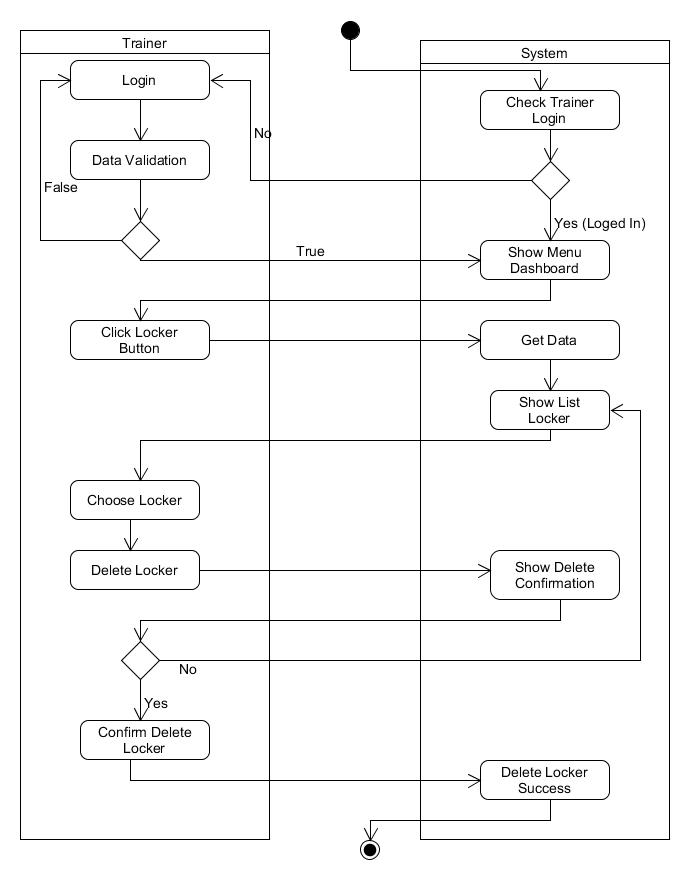 Trainer
System
Login
Check Trainer
Login
No
Data Validation
False
Yes (Loged In)
True
Show Menu
Dashboard
Click Locker
Button
Get Data
Show List
Locker
Choose Locker
Delete Locker
Show Delete
Confirmation
No
Yes
Confirm Delete
Locker
Delete Locker
Success